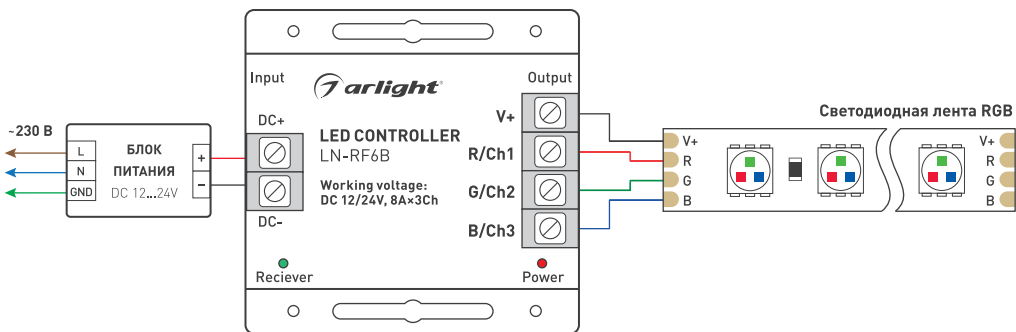 ~230 В
L
N
GND
БЛОК
ПИТАНИЯ
DC 12...24V
+
–
Input
DC+
DC-
arlight
LED CONTROLLER
LN-RF6B
Working voltage:
DC 12/24V, 8A×3Ch
Reciever
Output
V+
R/Ch1
G/Ch2
B/Ch3
Power
Светодиодная лента RGB
V+
R
G
B
V+
R
G
B